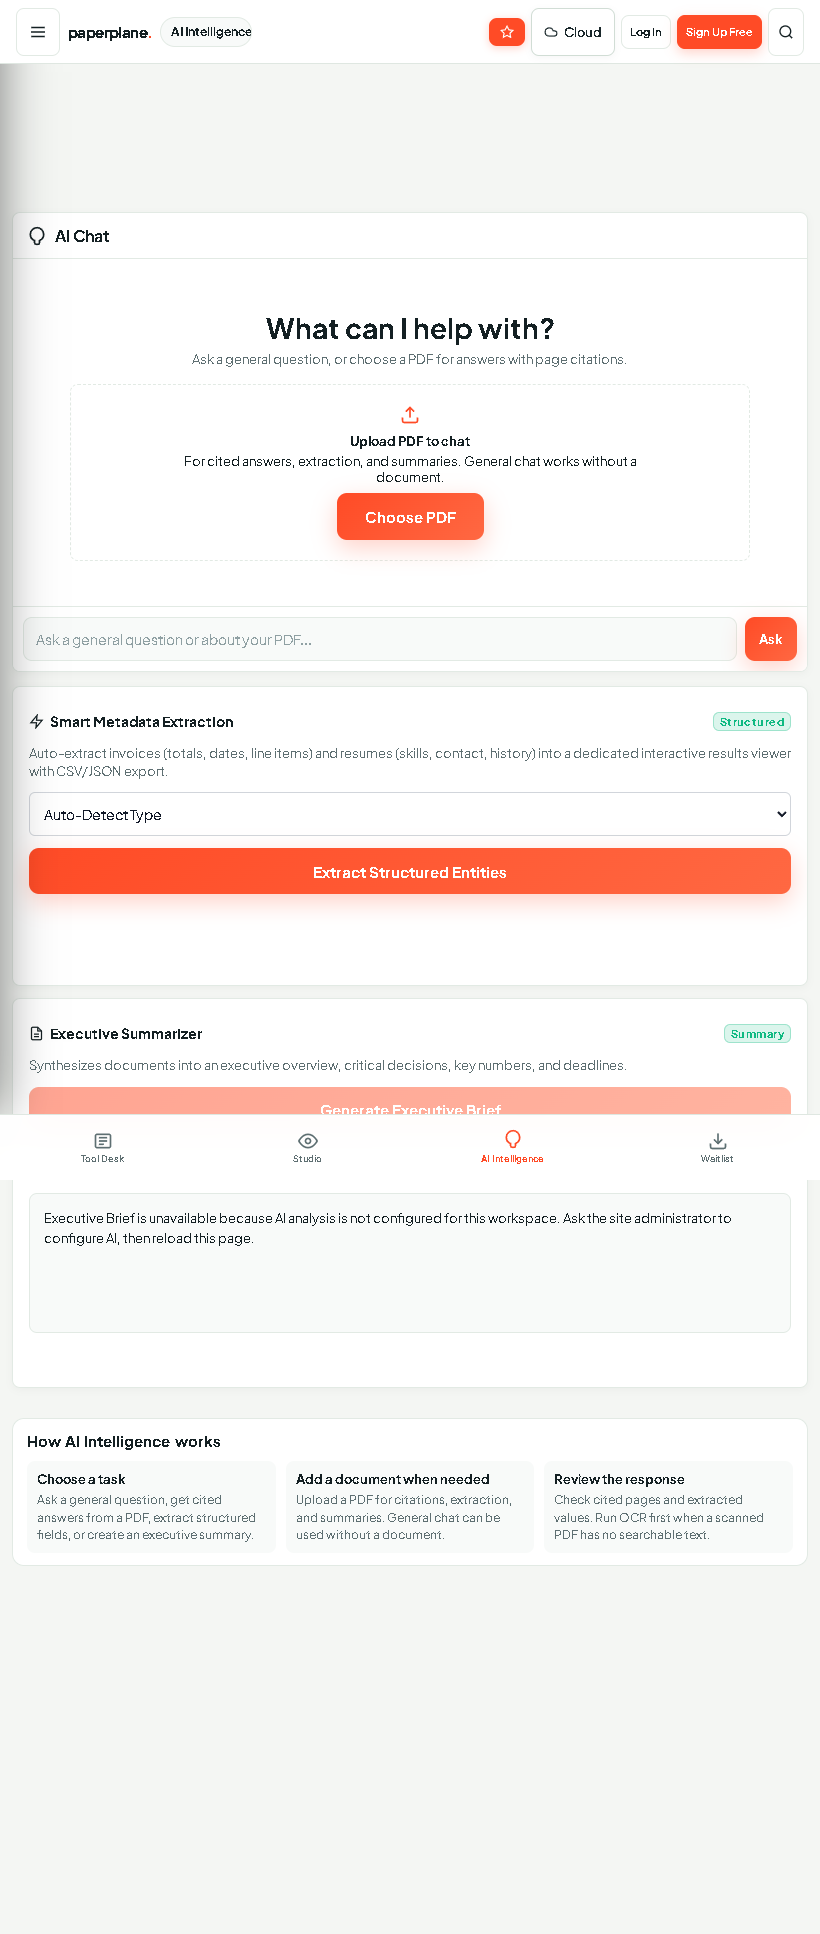 paperplane.
AI Intelligence
Cloud
Log In
Sign Up Free
AI Chat
What can I help with?
Ask a general question, or choose a PDF for answers with page citations.
Upload PDF to chat
For cited answers, extraction, and summaries. General chat works without a
document.
Choose PDF
Ask a general question or about your PDF...
Ask
Smart Metadata Extraction
Structured
Auto-extract invoices (totals, dates, line items) and resumes (skills, contact, history) into a dedicated interactive results viewer
with CSV/JSON export.
Auto-Detect Type
Extract Structured Entities
Executive Summarizer
Summary
Synthesizes documents into an executive overview, critical decisions, key numbers, and deadlines.
Generate Executive Brief
Tool Desk
Studio
AI Intelligence
Waitlist
Executive Brief is unavailable because AI analysis is not configured for this workspace. Ask the site administrator to
configure AI, then reload this page.
How AI Intelligence works
Choose a task
Ask a general question, get cited
answers from a PDF, extract structured
fields, or create an executive summary.
Add a document when needed
Upload a PDF for citations, extraction,
and summaries. General chat can be
used without a document.
Review the response
Check cited pages and extracted
values. Run OCR first when a scanned
PDF has no searchable text.